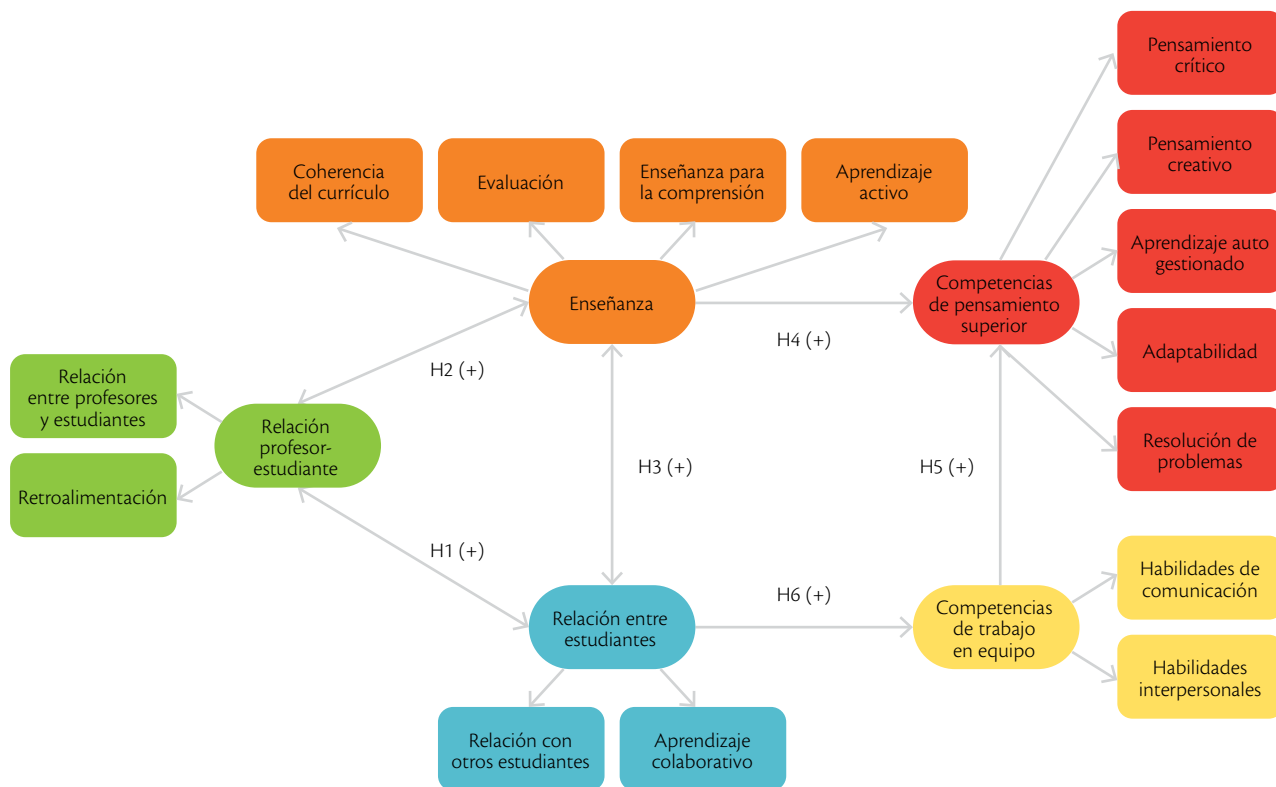 Pensamiento
crítico
Pensamiento
creativo
Coherencia
del currículo
Evaluación
Enseñanza para
la comprensión
Aprendizaje
activo
Aprendizaje auto
gestionado
Enseñanza
Competencias
de pensamiento
superior
H4 (+)
Adaptabilidad
H2 (+)
Relación
entre profesores
y estudiantes
Relación
profesor-
estudiante
Resolución de
problemas
H3 (+)
H5 (+)
Retroalimentación
H1 (+)
Habilidades de
comunicación
H6 (+)
Relación entre
estudiantes
Competencias
de trabajo
en equipo
Habilidades
interpersonales
Relación con
otros estudiantes
Aprendizaje
colaborativo